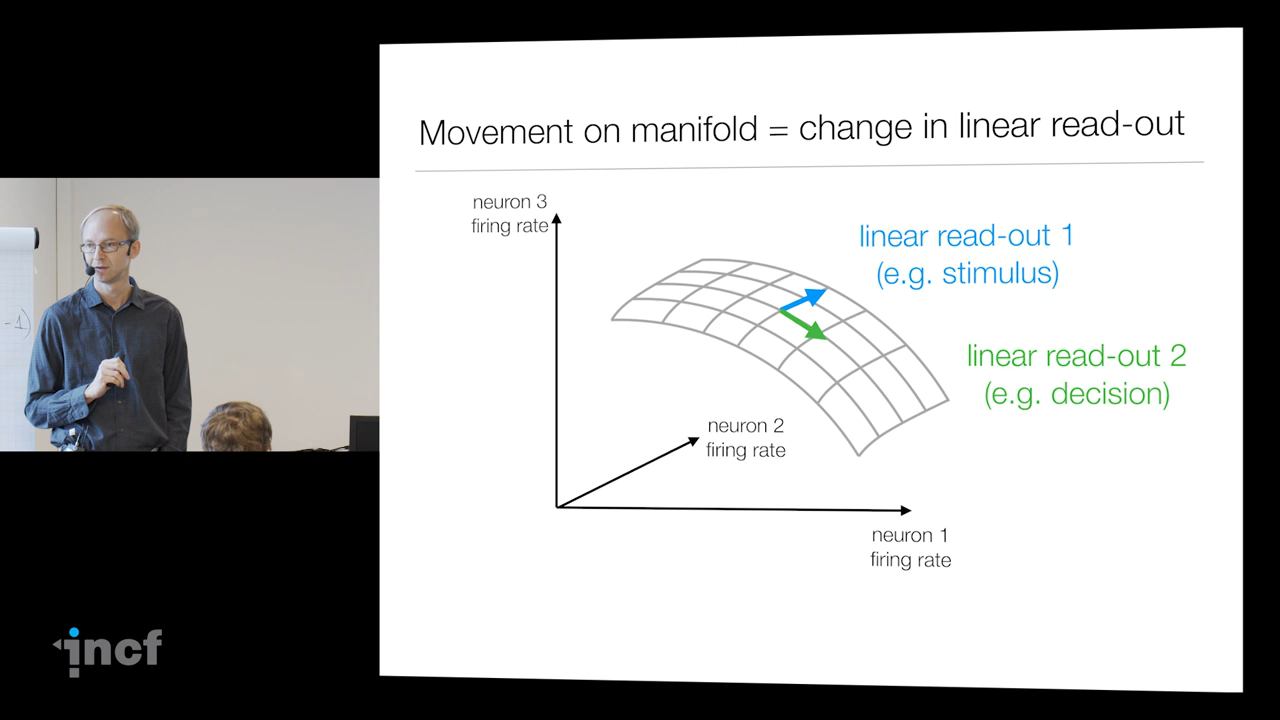 Movement on manifold = change in linear read-out
neuron 3
firing rate
linear read-out 1
(e.g. stimulus)
linear read-out 2
(e.g. decision)
neuron 2
firing rate
neuron 1
firing rate
-1)
incf